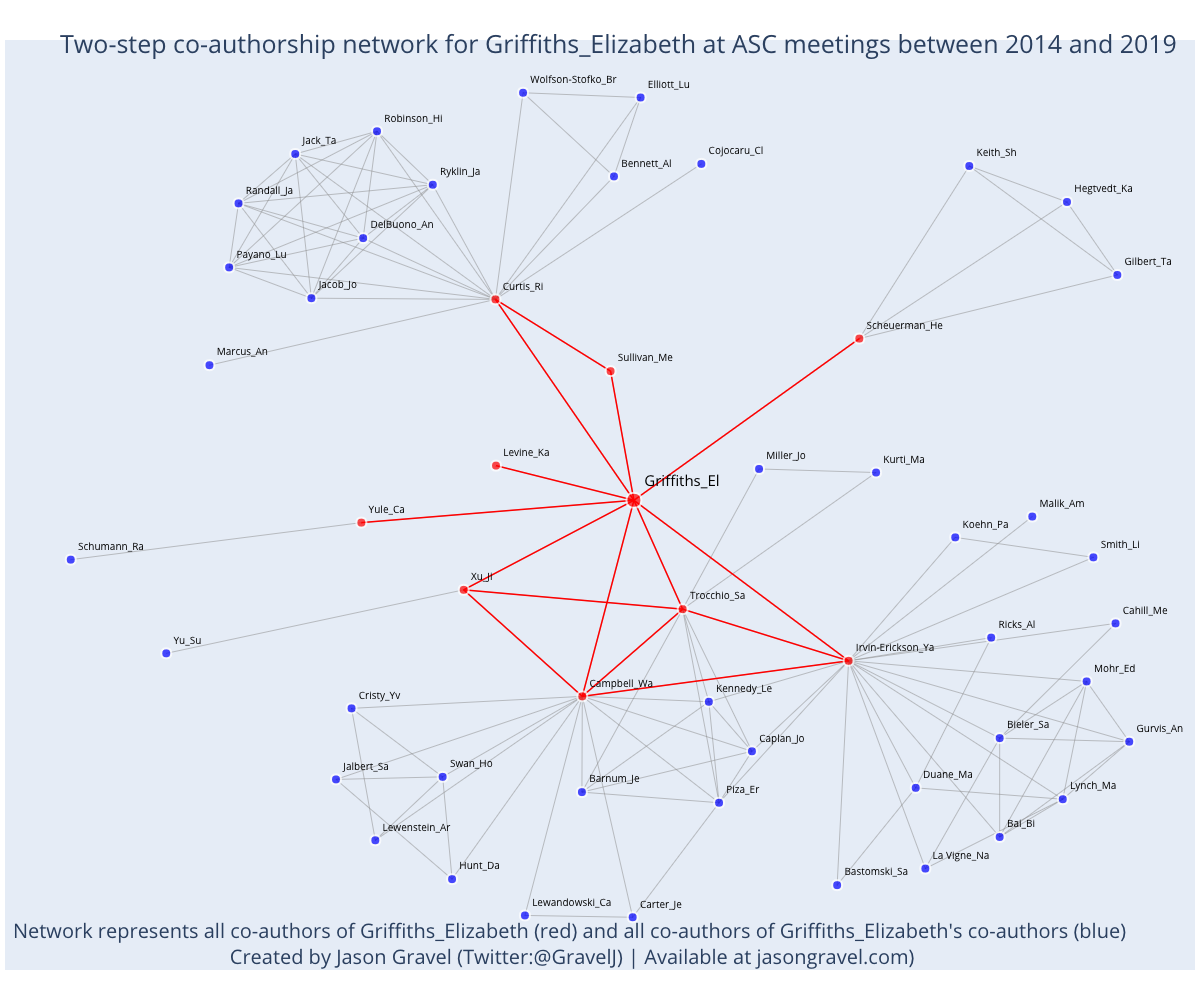 Two-step co-authorship network for Griffiths_Elizabeth at ASC meetings between 2014 and 2019
Wolfson-Stofko_Br
Elliott_Lu
Robinson_Hi
Jack_Ta
Cojocaru_Cl
Keith_Sh
Bennett_Al
Ryklin_Ja
Randall_Ja
Hegtvedt_Ka
DelBuono_An
Payano_Lu
Gilbert_Ta
Jacob_Jo
Curtis_Ri
Scheuerman_He
Marcus_An
Sullivan_Me
Levine_Ka
Miller_Jo
Kurti_Ma
Griffiths_El
Malik_Am
Yule_Ca
Koehn_Pa
Schumann_Ra
Smith_Li
Xu_Ji
Trocchio_Sa
Cahill_Me
Ricks_Al
Yu_Su
Irvin-Erickson_Ya
Mohr_Ed
Campbell_Wa
Kennedy_Le
Cristy_Yv
Bieler_Sa
Gurvis_An
Caplan_Jo
Swan_Ho
Jalbert_Sa
Barnum_Je
Duane_Ma
Lynch_Ma
Piza_Er
Bai_Bi
Lewenstein_Ar
La Vigne_Na
Hunt_Da
Bastomski_Sa
Lewandowski_Ca
Carter_Je
Network represents all co-authors of Griffiths_Elizabeth (red) and all co-authors of Griffiths_Elizabeth's co-authors (blue)
Created by Jason Gravel (Twitter:@GravelJ) | Available at jasongravel.com)